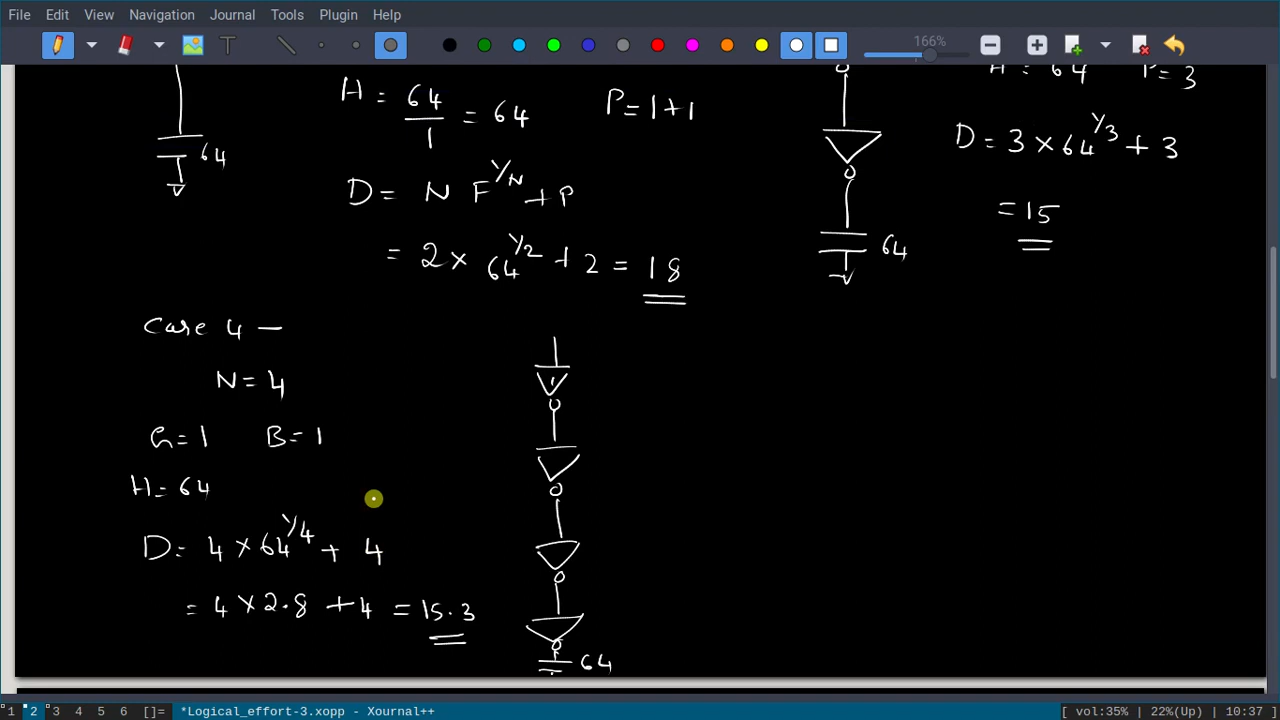 File Edit View Navigation Journal Tools Plugin Help
166%
64
H = 64/1 = 64 P = 1+1
D = N F^1/N + P
= 2 × 64^1/2 + 2 = 18
H = 64 P = 3
D = 3 × 64^1/3 + 3
= 15
64
Case 4 —
N = 4
G = 1 B = 1
H = 64
D = 4 × 64^1/4 + 4
= 4 × 2.8 + 4 = 15.3
1
64
1 2 3 4 5 6 []= *Logical_effort-3.xopp - Xournal++ [ vol:35% | 22%(Up) | 10:37 ]